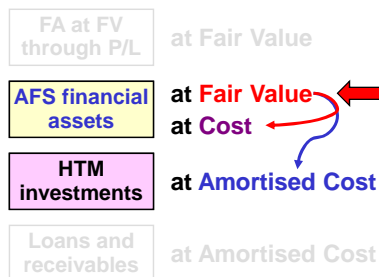 FA at FV
through P/L
at Fair Value
AFS financial
assets
at Fair Value
at Cost
HTM
investments
at Amortised Cost
Loans and
receivables
at Amortised Cost